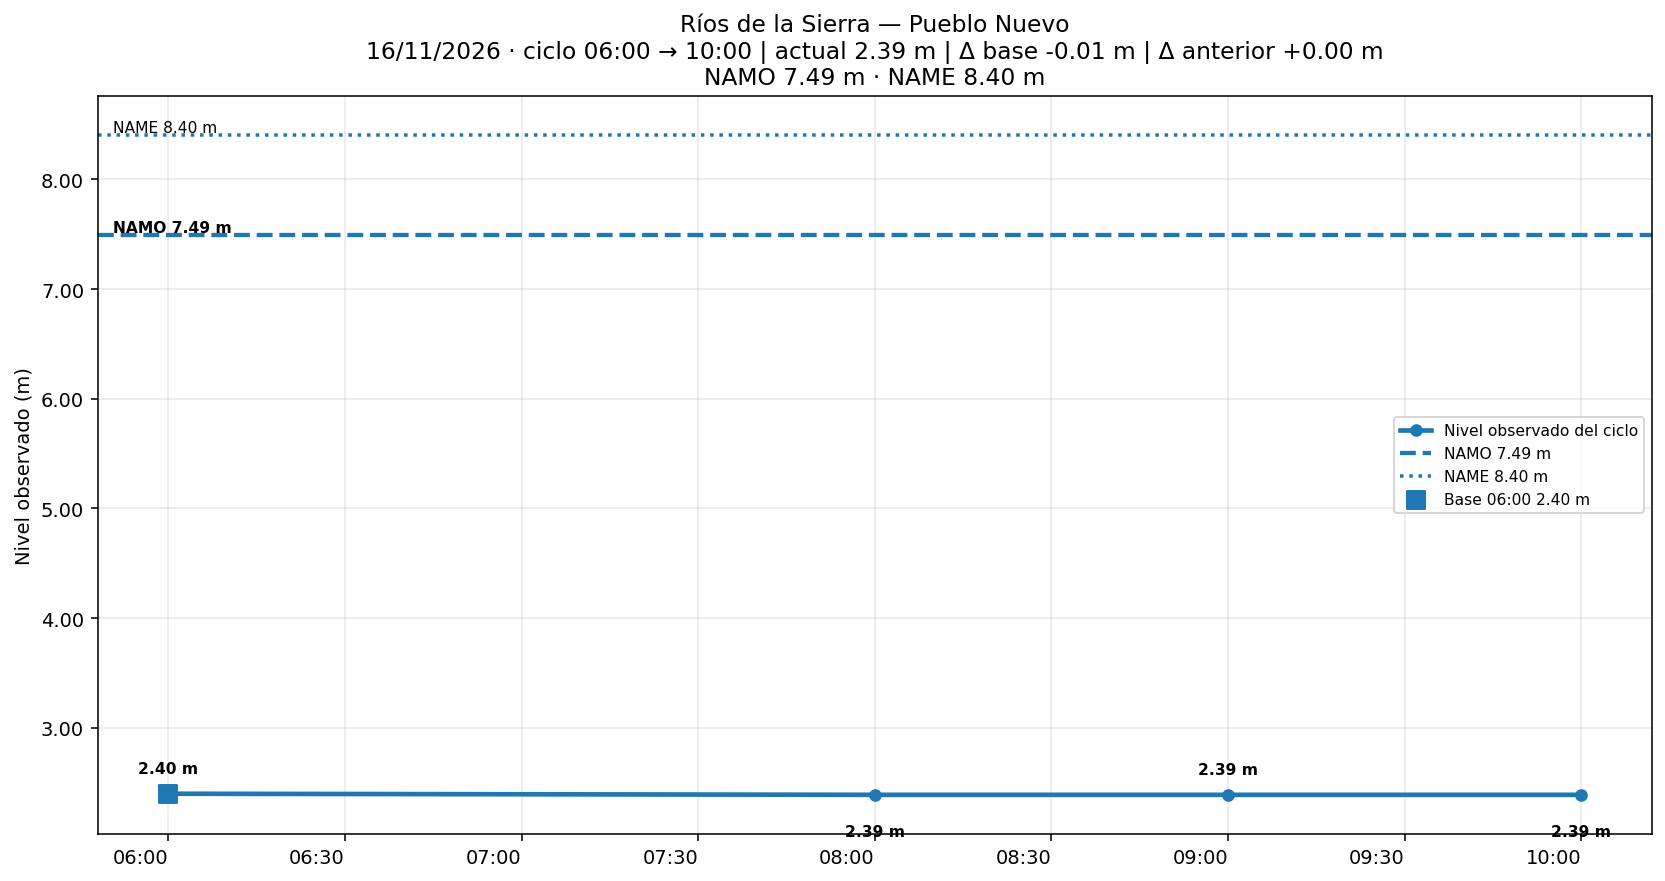 Ríos de la Sierra — Pueblo Nuevo
16/11/2026 · ciclo 06:00 → 10:00 | actual 2.39 m | Δ base -0.01 m | Δ anterior +0.00 m
NAMO 7.49 m · NAME 8.40 m
NAME 8.40 m
8.00
NAMO 7.49 m
7.00
6.00
Nivel observado (m)
Nivel observado del ciclo
NAMO 7.49 m
NAME 8.40 m
Base 06:00 2.40 m
5.00
4.00
3.00
2.40 m
2.39 m
2.39 m
2.39 m
06:00
06:30
07:00
07:30
08:00
08:30
09:00
09:30
10:00